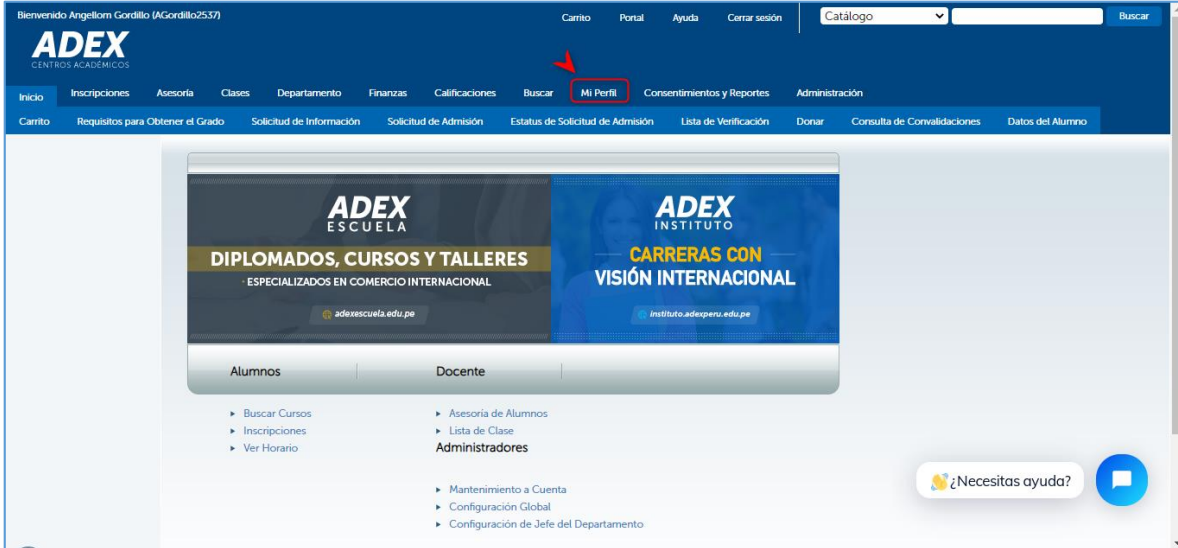 Bienvenido Angellom Gordillo (AGordillo2537)
Carrito Portal Ayuda Cerrar sesión Catálogo Buscar
ADEX
CENTROS ACADÉMICOS
Inicio Inscripciones Asesoría Clases Departamento Finanzas Calificaciones Buscar Mi Perfil Consentimientos y Reportes Administración
Carrito Requisitos para Obtener el Grado Solicitud de Información Solicitud de Admisión Estatus de Solicitud de Admisión Lista de Verificación Donar Consulta de Convalidaciones Datos del Alumno
ADEX
ESCUELA
DIPLOMADOS, CURSOS Y TALLERES
· ESPECIALIZADOS EN COMERCIO INTERNACIONAL
adexescuela.edu.pe
ADEX
INSTITUTO
CARRERAS CON
VISIÓN INTERNACIONAL
instituto.adexperu.edu.pe
Alumnos
Buscar Cursos
Inscripciones
Ver Horario
Docente
Asesoría de Alumnos
Lista de Clase
Administradores
Mantenimiento a Cuenta
Configuración Global
Configuración de Jefe del Departamento
👋¿Necesitas ayuda?